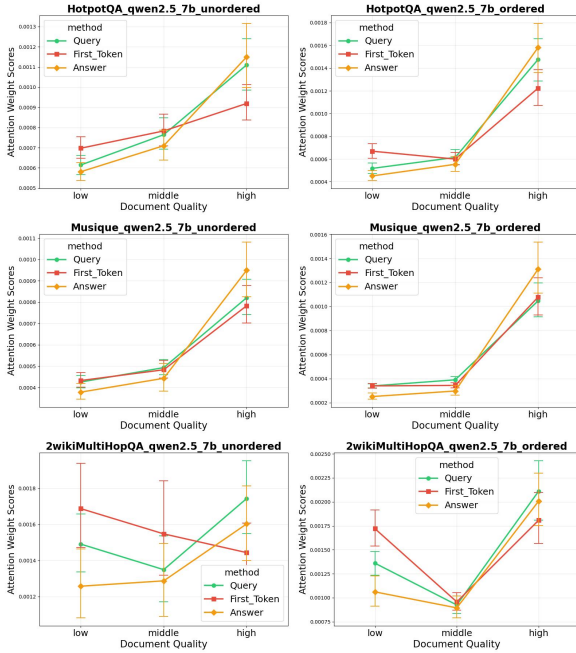 HotpotQA_qwen2.5_7b_unordered
Attention Weight Scores
0.0013
0.0012
0.0011
0.0010
0.0009
0.0008
0.0007
0.0006
0.0005
method
Query
First_Token
Answer
low middle high
Document Quality
HotpotQA_qwen2.5_7b_ordered
Attention Weight Scores
0.0018
0.0016
0.0014
0.0012
0.0010
0.0008
0.0006
0.0004
method
Query
First_Token
Answer
low middle high
Document Quality
Musique_qwen2.5_7b_unordered
Attention Weight Scores
0.0011
0.0010
0.0009
0.0008
0.0007
0.0006
0.0005
0.0004
method
Query
First_Token
Answer
low middle high
Document Quality
Musique_qwen2.5_7b_ordered
Attention Weight Scores
0.0016
0.0014
0.0012
0.0010
0.0008
0.0006
0.0004
0.0002
method
Query
First_Token
Answer
low middle high
Document Quality
2wikiMultiHopQA_qwen2.5_7b_unordered
Attention Weight Scores
0.0018
0.0016
0.0014
0.0012
method
Query
First_Token
Answer
low middle high
Document Quality
2wikiMultiHopQA_qwen2.5_7b_ordered
Attention Weight Scores
0.00250
0.00225
0.00200
0.00175
0.00150
0.00125
0.00100
0.00075
method
Query
First_Token
Answer
low middle high
Document Quality